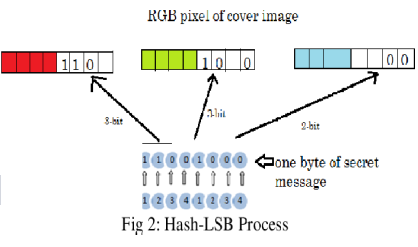 RGB pixel of cover image
1 1 0
1 0 0
0 0
3-bit
3-bit
2-bit
1 1 0 0 1 0 0 0
one byte of secret
message
1 2 3 4 1 2 3 4
Fig 2: Hash-LSB Process